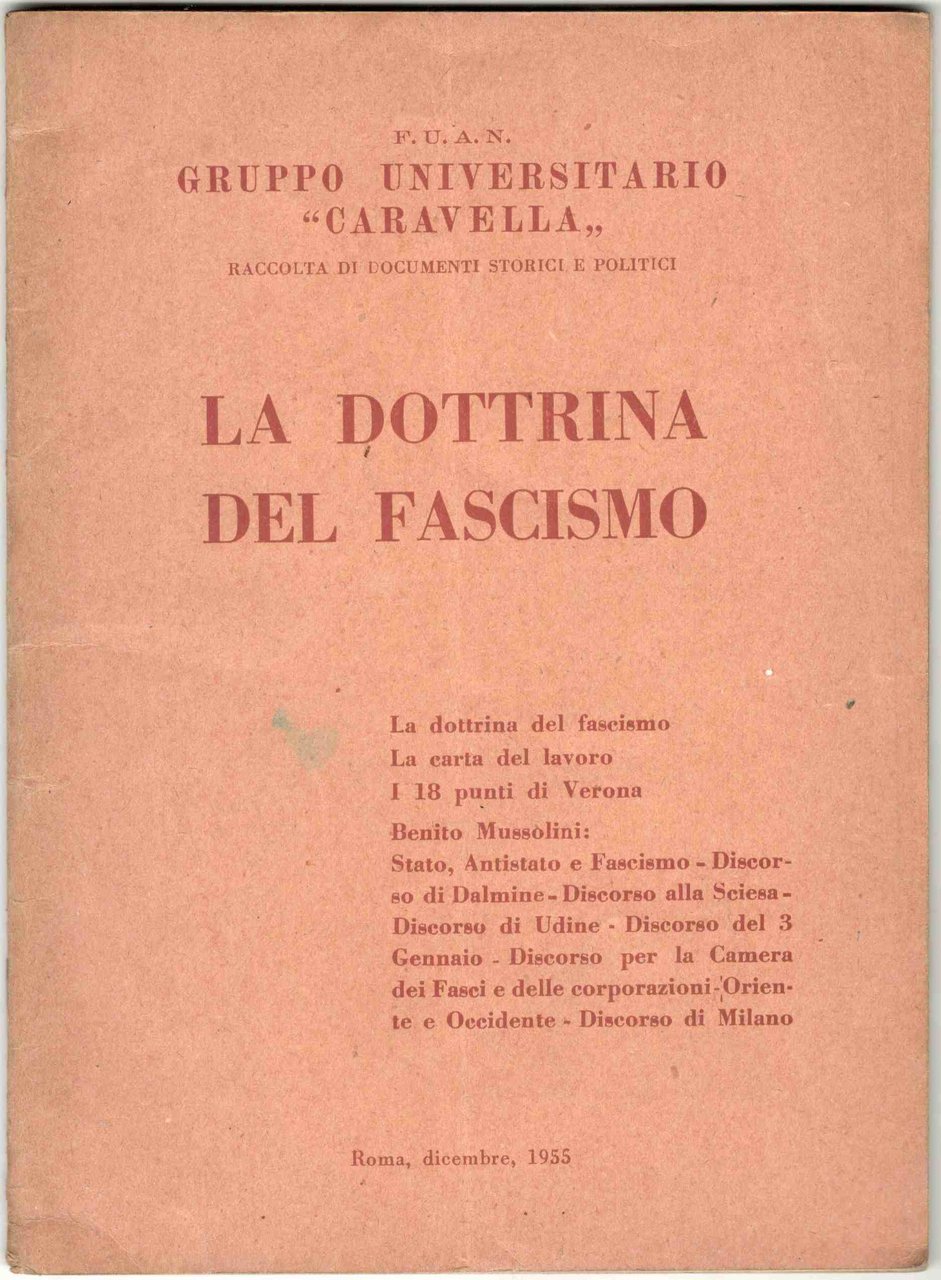 F. U. A. N.
GRUPPO UNIVERSITARIO
“CARAVELLA„
RACCOLTA DI DOCUMENTI STORICI E POLITICI
LA DOTTRINA
DEL FASCISMO
La dottrina del fascismo
La carta del lavoro
I 18 punti di Verona
Benito Mussolini:
Stato, Antistato e Fascismo - Discor-
so di Dalmine - Discorso alla Sciesa -
Discorso di Udine - Discorso del 3
Gennaio - Discorso per la Camera
dei Fasci e delle corporazioni - Orien-
te e Occidente - Discorso di Milano
Roma, dicembre, 1955